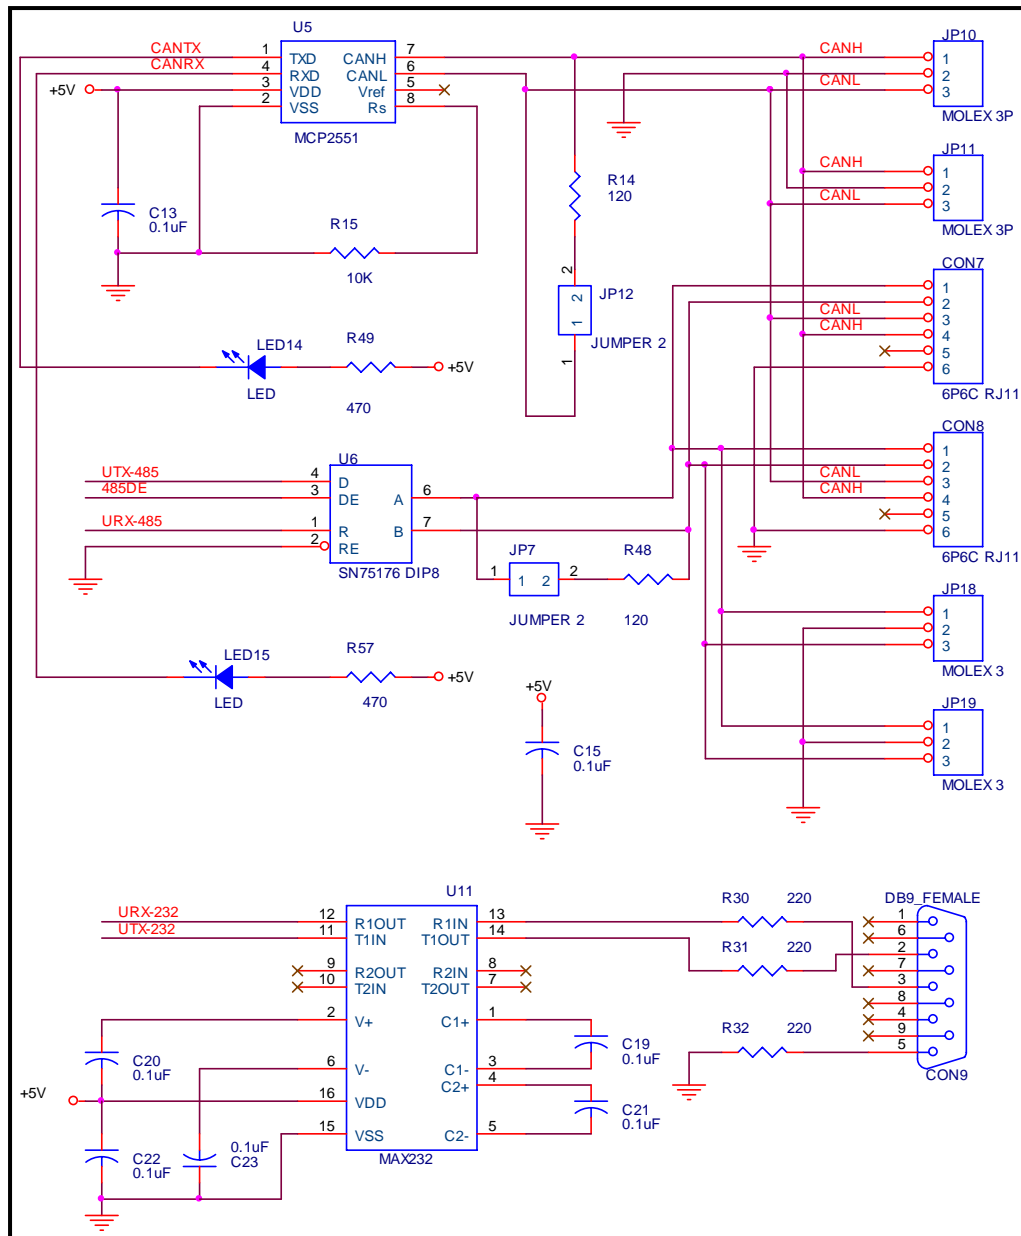 U5
JP10
CANTX 1 TXD CANH 7 CANH 1
CANRX 4 RXD CANL 6 2
+5V 3 VDD Vref 5 CANL 3
2 VSS Rs 8
MCP2551
MOLEX 3P
JP11
CANH 1
2
CANL 3
MOLEX 3P
R14
120
C13
0.1uF
R15
10K
CON7
1
2
CANL 3
CANH 4
5
6
6P6C RJ11
2
2 JP12
1 JUMPER 2
1
LED14 R49
+5V
LED 470
CON8
1
2
CANL 3
CANH 4
5
6
6P6C RJ11
U6
UTX-485 4 D
485DE 3 DE A 6
URX-485 1 R B 7
2 RE
SN75176 DIP8
JP7 R48
1 1 2 2
JUMPER 2 120
JP18
1
2
3
MOLEX 3
LED15 R57
+5V
LED 470
+5V
C15
0.1uF
JP19
1
2
3
MOLEX 3
U11
URX-232 12 R1OUT R1IN 13
UTX-232 11 T1IN T1OUT 14
9 R2OUT R2IN 8
10 T2IN T2OUT 7
2 V+ C1+ 1
6 V- C1- 3
C2+ 4
16 VDD
15 VSS C2- 5
MAX232
C20
0.1uF
+5V
C22
0.1uF
0.1uF
C23
C19
0.1uF
C21
0.1uF
R30 220
R31 220
R32 220
DB9_FEMALE
1
6
2
7
3
8
4
9
5
CON9